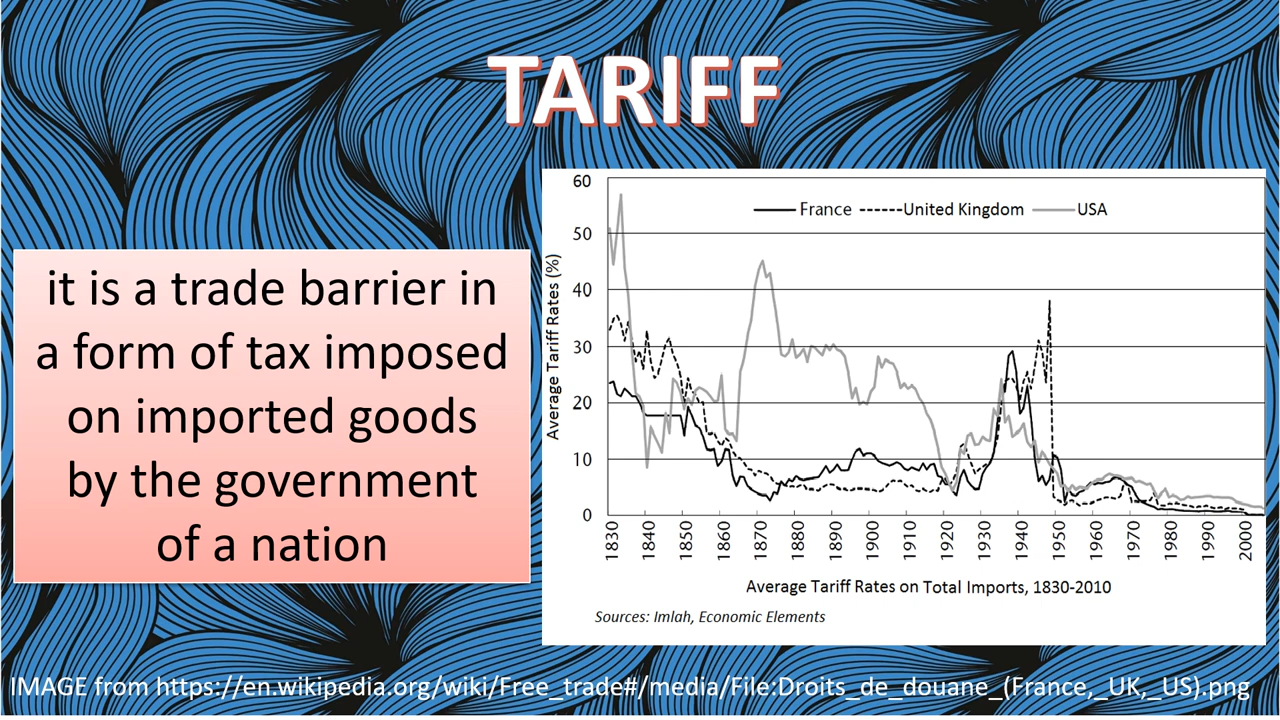 TARIFF
it is a trade barrier in
a form of tax imposed
on imported goods
by the government
of a nation
60
50
40
30
20
10
0
Average Tariff Rates (%)
France United Kingdom USA
1830 1840 1850 1860 1870 1880 1890 1900 1910 1920 1930 1940 1950 1960 1970 1980 1990 2000
Average Tariff Rates on Total Imports, 1830-2010
Sources: Imlah, Economic Elements
IMAGE from https://en.wikipedia.org/wiki/Free_trade#/media/File:Droits_de_douane_(France,_UK,_US).png